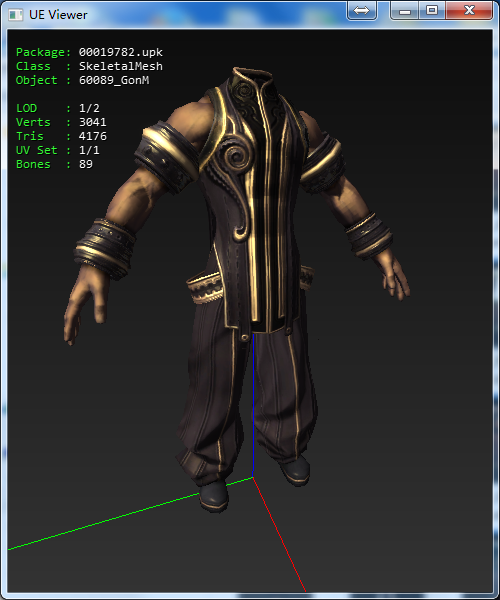 UE Viewer
Package: 00019782.upk
Class : SkeletalMesh
Object : 60089_GonM
LOD : 1/2
Verts : 3041
Tris : 4176
UV Set : 1/1
Bones : 89